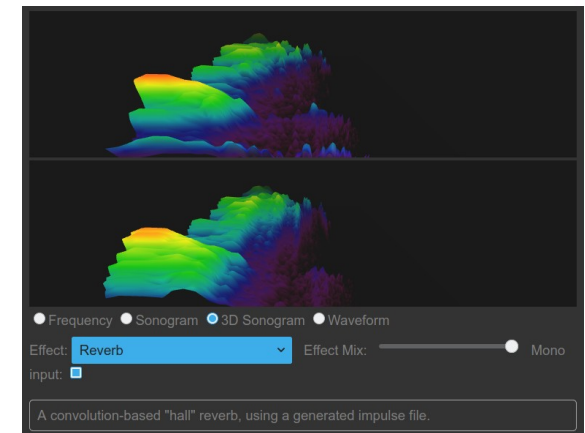 Frequency Sonogram 3D Sonogram Waveform
Effect: Reverb Effect Mix: Mono
input:
A convolution-based "hall" reverb, using a generated impulse file.